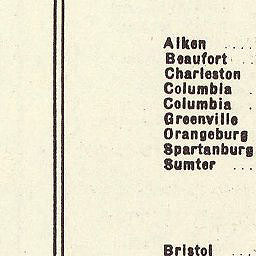 Aiken ....
Beaufort ..
Charleston
Columbia .
Columbia .
Greenville
Orangeburg
Spartanburg
Sumter ...
Bristol ...